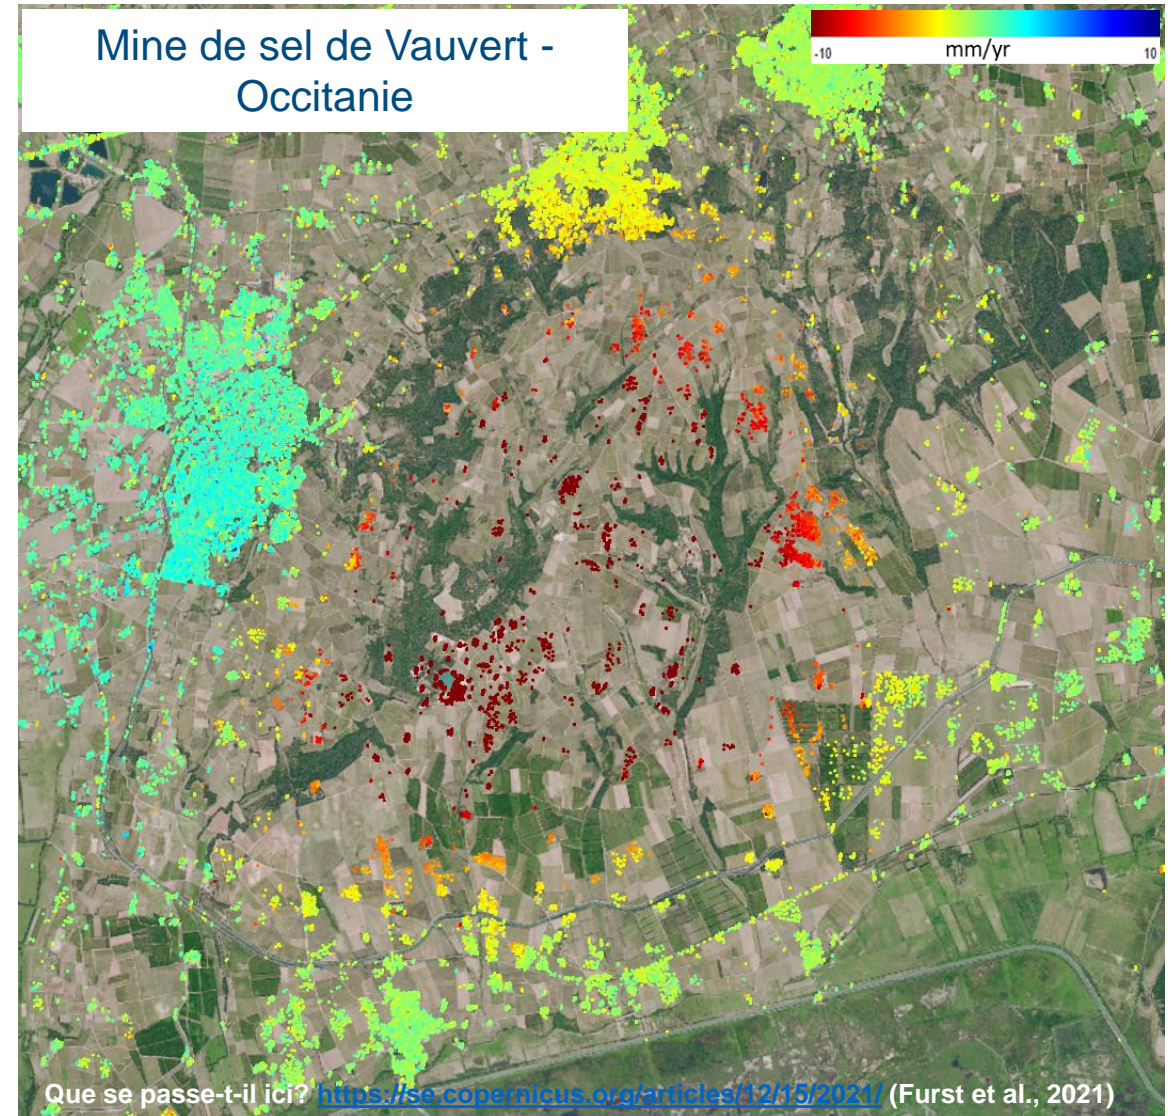 Mine de sel de Vauvert -
Occitanie
-10
mm/yr
10
Que se passe-t-il ici? https://se.copernicus.org/articles/12/15/2021/ (Furst et al., 2021)